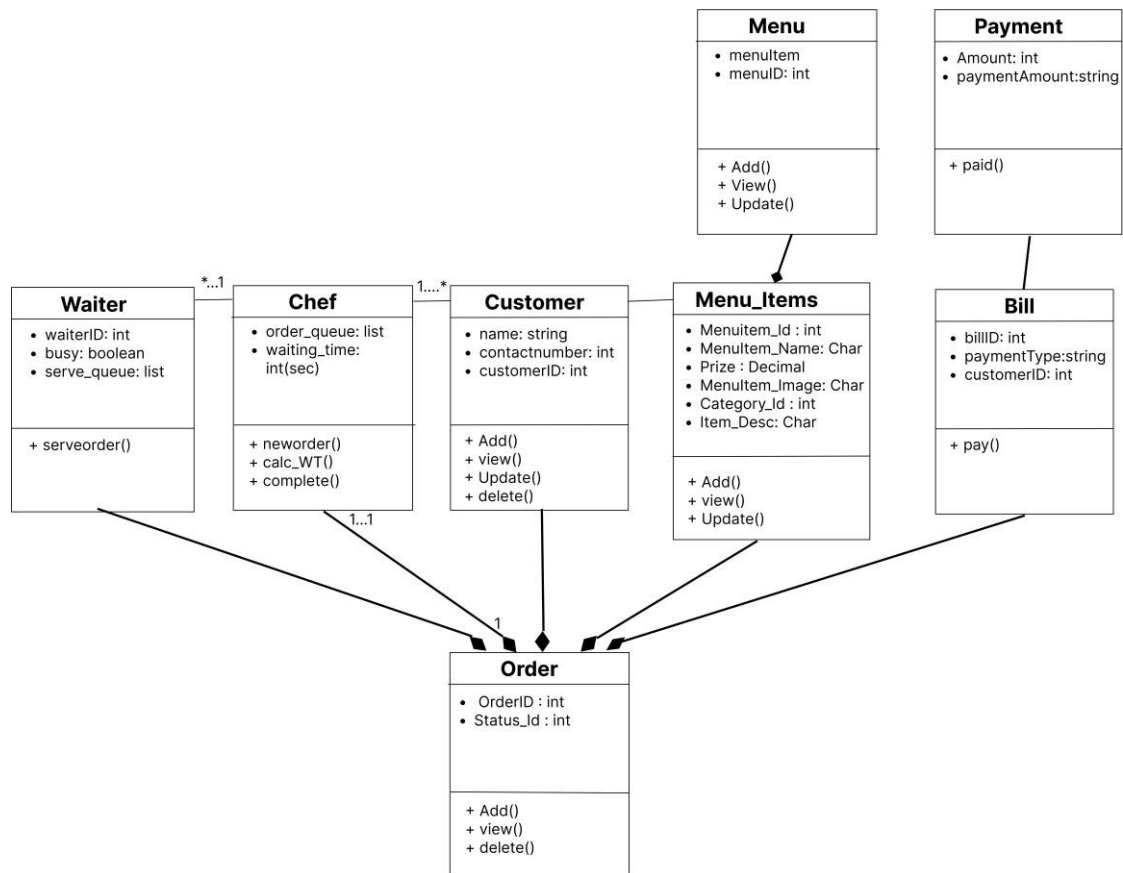 Menu
• menuItem
• menuID: int
+ Add()
+ View()
+ Update()
Payment
• Amount: int
• paymentAmount:string
+ paid()
*...1
1....*
Waiter
• waiterID: int
• busy: boolean
• serve_queue: list
+ serveorder()
Chef
• order_queue: list
• waiting_time:
int(sec)
+ neworder()
+ calc_WT()
+ complete()
Customer
• name: string
• contactnumber: int
• customerID: int
+ Add()
+ view()
+ Update()
+ delete()
Menu_Items
• Menuitem_Id : int
• MenuItem_Name: Char
• Prize : Decimal
• MenuItem_Image: Char
• Category_Id : int
• Item_Desc: Char
+ Add()
+ view()
+ Update()
Bill
• billID: int
• paymentType:string
• customerID: int
+ pay()
1...1
1
Order
• OrderID : int
• Status_Id : int
+ Add()
+ view()
+ delete()